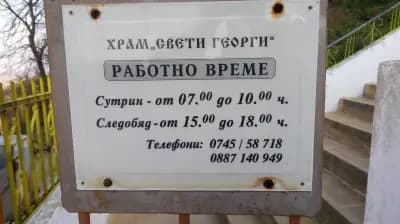 ХРАМ„СВЕТИ ГЕОРГИ"
РАБОТНО ВРЕМЕ
Сутрин - от 07.00 до 10.00 ч.
Следобяд - от 15.00 до 18.00 ч.
Телефони: 0745 / 58 718
0887 140 949